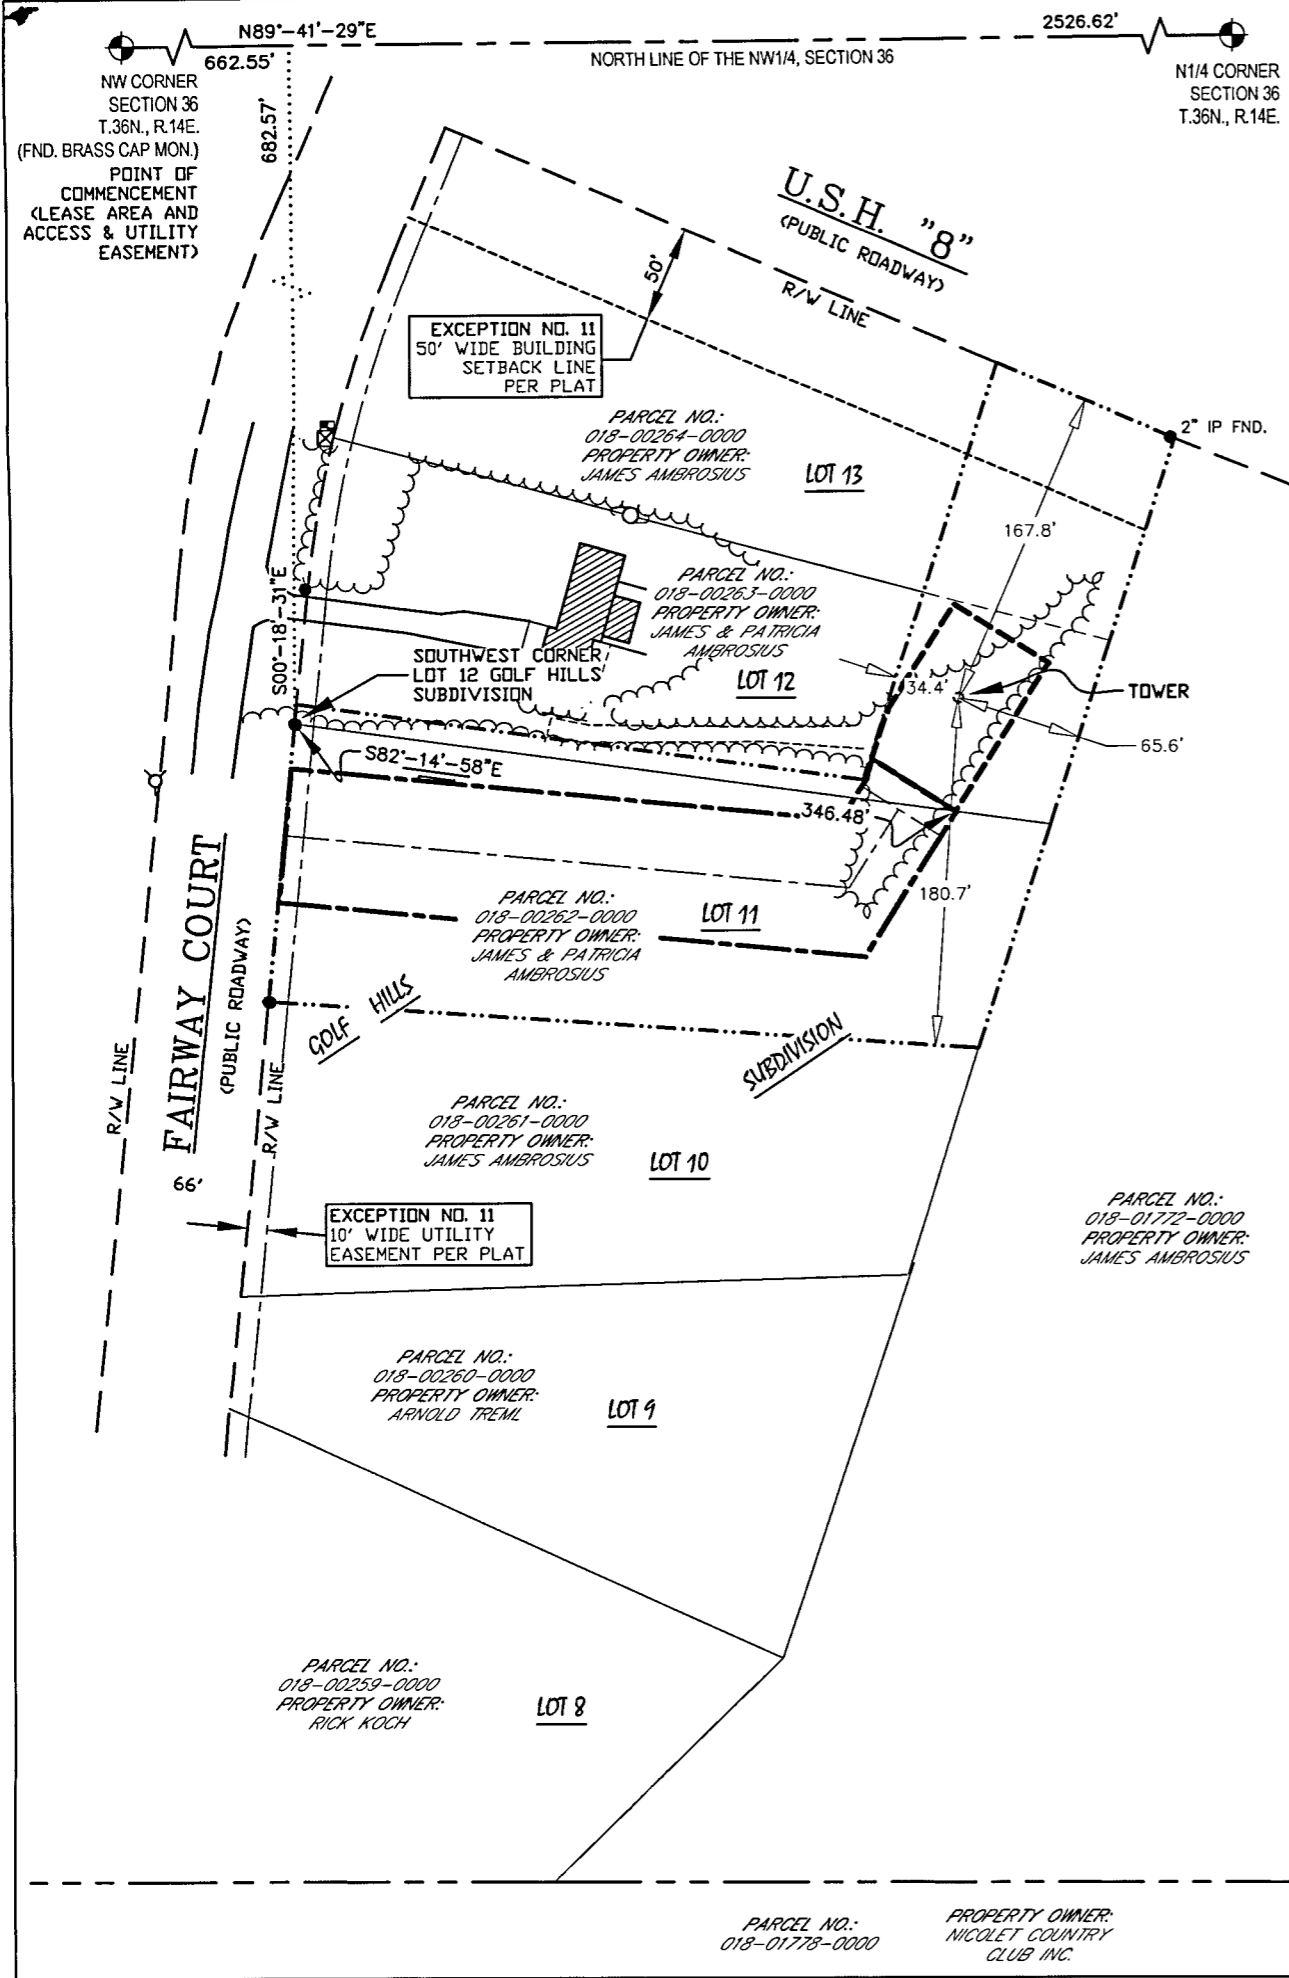 N89°-41'-29"E
662.55'
2526.62'
NORTH LINE OF THE NW1/4, SECTION 36
NW CORNER
SECTION 36
T.36N., R.14E.
(FND. BRASS CAP MON.)
POINT OF
COMMENCEMENT
(LEASE AREA AND
ACCESS & UTILITY
EASEMENT)
682.57'
N1/4 CORNER
SECTION 36
T.36N., R.14E.
U.S.H. "8"
(PUBLIC ROADWAY)
R/W LINE
50'
EXCEPTION NO. 11
50' WIDE BUILDING
SETBACK LINE
PER PLAT
PARCEL NO.:
018-00264-0000
PROPERTY OWNER:
JAMES AMBROSIUS
LOT 13
2" IP FND.
167.8'
PARCEL NO.:
018-00263-0000
PROPERTY OWNER:
JAMES & PATRICIA
AMBROSIUS
LOT 12
S00°-18'-31"E
SOUTHWEST CORNER
LOT 12 GOLF HILLS
SUBDIVISION
34.4'
TOWER
65.6'
S82°-14'-58"E
346.48'
180.7'
PARCEL NO.:
018-00262-0000
PROPERTY OWNER:
JAMES & PATRICIA
AMBROSIUS
LOT 11
FAIRWAY COURT
(PUBLIC ROADWAY)
R/W LINE
R/W LINE
66'
GOLF HILLS SUBDIVISION
PARCEL NO.:
018-00261-0000
PROPERTY OWNER:
JAMES AMBROSIUS
LOT 10
EXCEPTION NO. 11
10' WIDE UTILITY
EASEMENT PER PLAT
PARCEL NO.:
018-01772-0000
PROPERTY OWNER:
JAMES AMBROSIUS
PARCEL NO.:
018-00260-0000
PROPERTY OWNER:
ARNOLD TREML
LOT 9
PARCEL NO.:
018-00259-0000
PROPERTY OWNER:
RICK KOCH
LOT 8
PARCEL NO.:
018-01778-0000
PROPERTY OWNER:
NICOLET COUNTRY
CLUB INC.